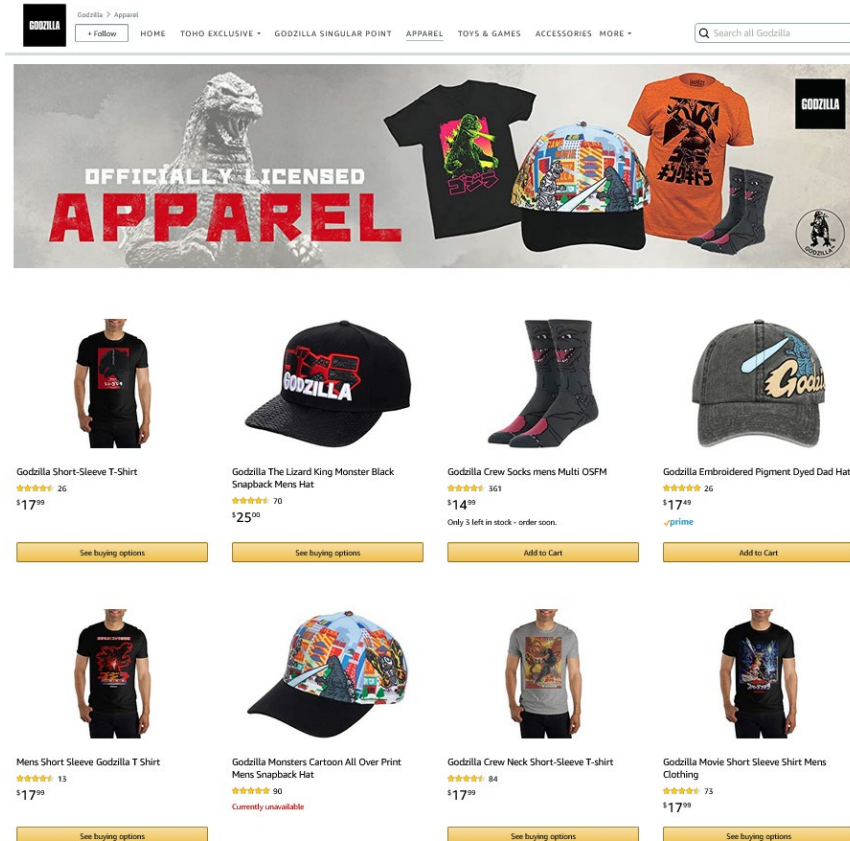 GODZILLA
Godzilla > Apparel
+ Follow
HOME
TOHO EXCLUSIVE
GODZILLA SINGULAR POINT
APPAREL
TOYS & GAMES
ACCESSORIES
MORE
Search all Godzilla
OFFICIALLY LICENSED
APPAREL
ゴジラ
GODZILLA
GODZILLA
GODZILLA
Godzilla Short-Sleeve T-Shirt
26
$17.99
See buying options
Godzilla The Lizard King Monster Black
Snapback Mens Hat
70
$25.00
See buying options
Godzilla Crew Socks mens Multi OSFM
361
$14.99
Only 3 left in stock - order soon.
Add to Cart
Godzilla Embroidered Pigment Dyed Dad Hat
26
$17.49
prime
Add to Cart
Mens Short Sleeve Godzilla T Shirt
13
$17.99
See buying options
Godzilla Monsters Cartoon All Over Print
Mens Snapback Hat
90
Currently unavailable
Godzilla Crew Neck Short-Sleeve T-shirt
84
$17.99
See buying options
Godzilla Movie Short Sleeve Shirt Mens
Clothing
73
$17.99
See buying options